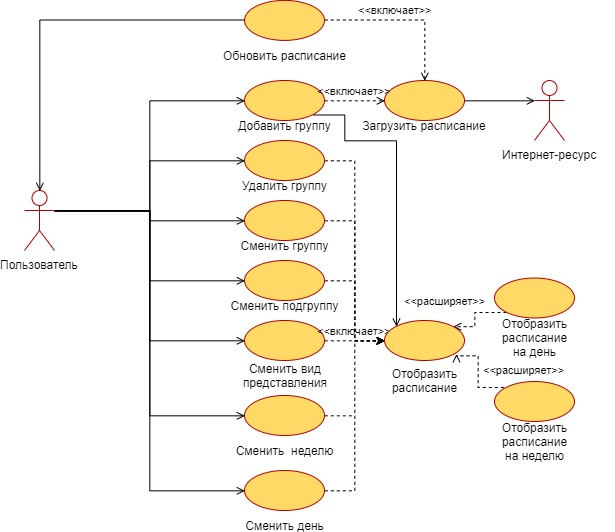 <<включает>>
Обновить расписание
<<включает>>
Добавить группу
Загрузить расписание
Интернет-ресурс
Удалить группу
Сменить группу
Пользователь
Сменить подгруппу
<<расширяет>>
Отобразить
расписание
на день
<<включает>>
Сменить вид
представления
Отобразить
расписание
<<расширяет>>
Отобразить
расписание
на неделю
Сменить  неделю
Сменить день